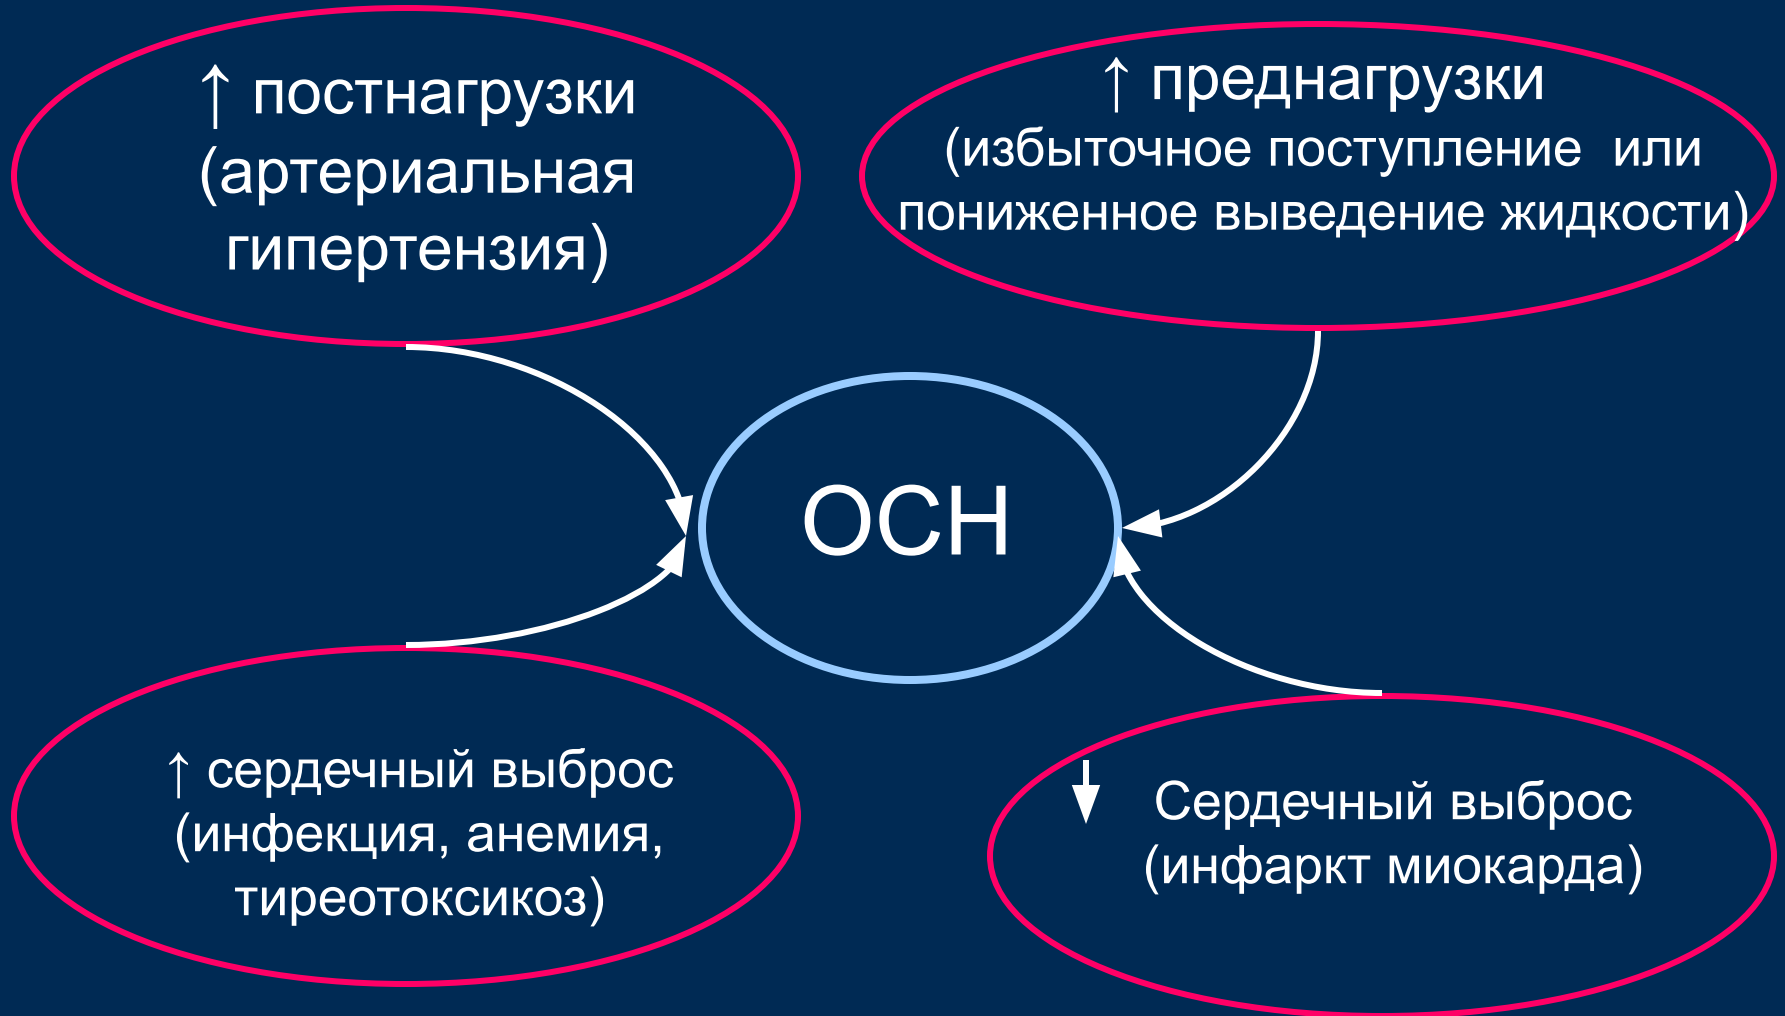 ↑ постнагрузки
(артериальная
гипертензия)
↑ преднагрузки
(избыточное поступление или
пониженное выведение жидкости)
ОСН
↑ сердечный выброс
(инфекция, анемия,
тиреотоксикоз)
Сердечный выброс
(инфаркт миокарда)